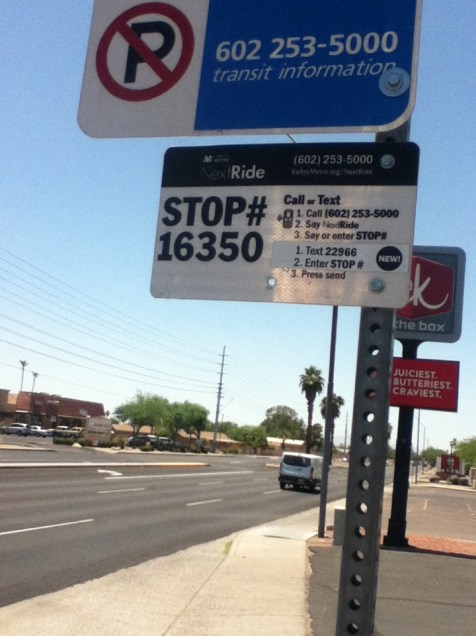 P
602 253-5000
transit information
NextRide
(602) 253-5000
ValleyMetro.org/NextRide
STOP#
16350
Call or Text
1. Call (602) 253-5000
2. Say NextRide
3. Say or enter STOP#
1. Text 22966
2. Enter STOP #
3. Press send
NEW!
k
the box
JUICIEST.
BUTTERIEST.
CRAVIEST.